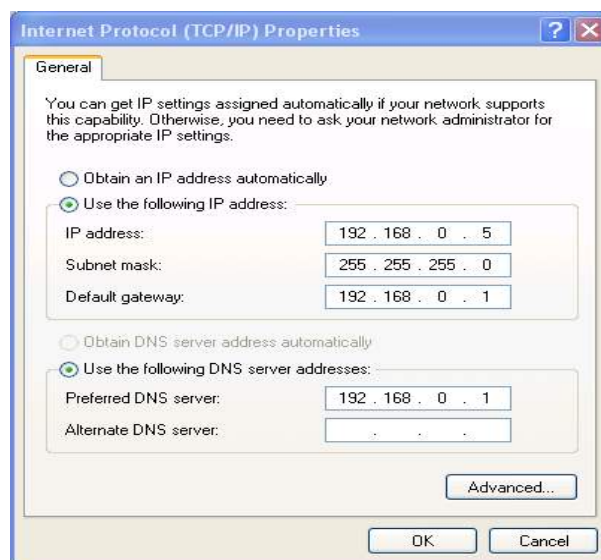 Internet Protocol (TCP/IP) Properties
General
You can get IP settings assigned automatically if your network supports
this capability. Otherwise, you need to ask your network administrator for
the appropriate IP settings.
Obtain an IP address automatically
Use the following IP address:
IP address: 192 . 168 . 0 . 5
Subnet mask: 255 . 255 . 255 . 0
Default gateway: 192 . 168 . 0 . 1
Obtain DNS server address automatically
Use the following DNS server addresses:
Preferred DNS server: 192 . 168 . 0 . 1
Alternate DNS server: . . .
Advanced...
OK Cancel